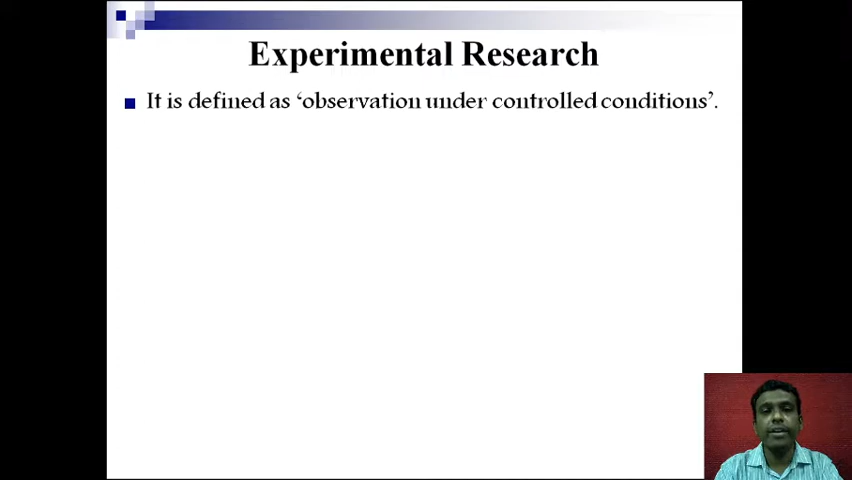 Experimental Research
It is defined as ‘observation under controlled conditions’.